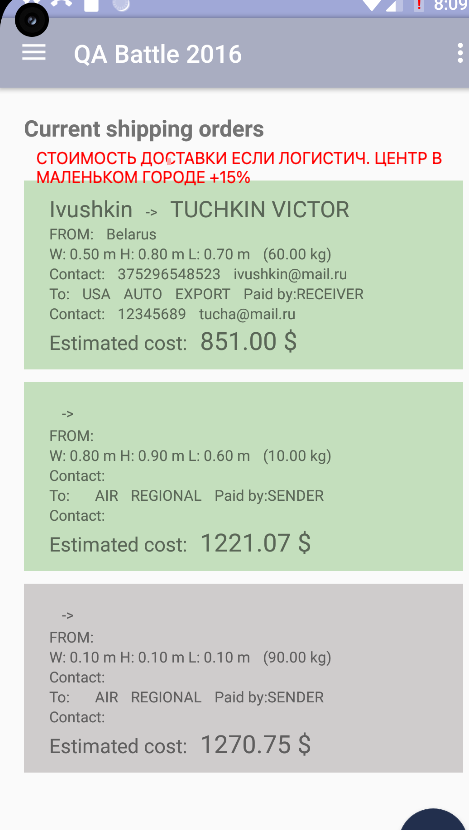 8:09
QA Battle 2016
Current shipping orders
СТОИМОСТЬ ДОСТАВКИ ЕСЛИ ЛОГИСТИЧ. ЦЕНТР В
МАЛЕНЬКОМ ГОРОДЕ +15%
Ivushkin -> TUCHKIN VICTOR
FROM: Belarus
W: 0.50 m H: 0.80 m L: 0.70 m (60.00 kg)
Contact: 375296548523 ivushkin@mail.ru
To: USA AUTO EXPORT Paid by:RECEIVER
Contact: 12345689 tucha@mail.ru
Estimated cost: 851.00 $
->
FROM:
W: 0.80 m H: 0.90 m L: 0.60 m (10.00 kg)
Contact:
To: AIR REGIONAL Paid by:SENDER
Contact:
Estimated cost: 1221.07 $
->
FROM:
W: 0.10 m H: 0.10 m L: 0.10 m (90.00 kg)
Contact:
To: AIR REGIONAL Paid by:SENDER
Contact:
Estimated cost: 1270.75 $